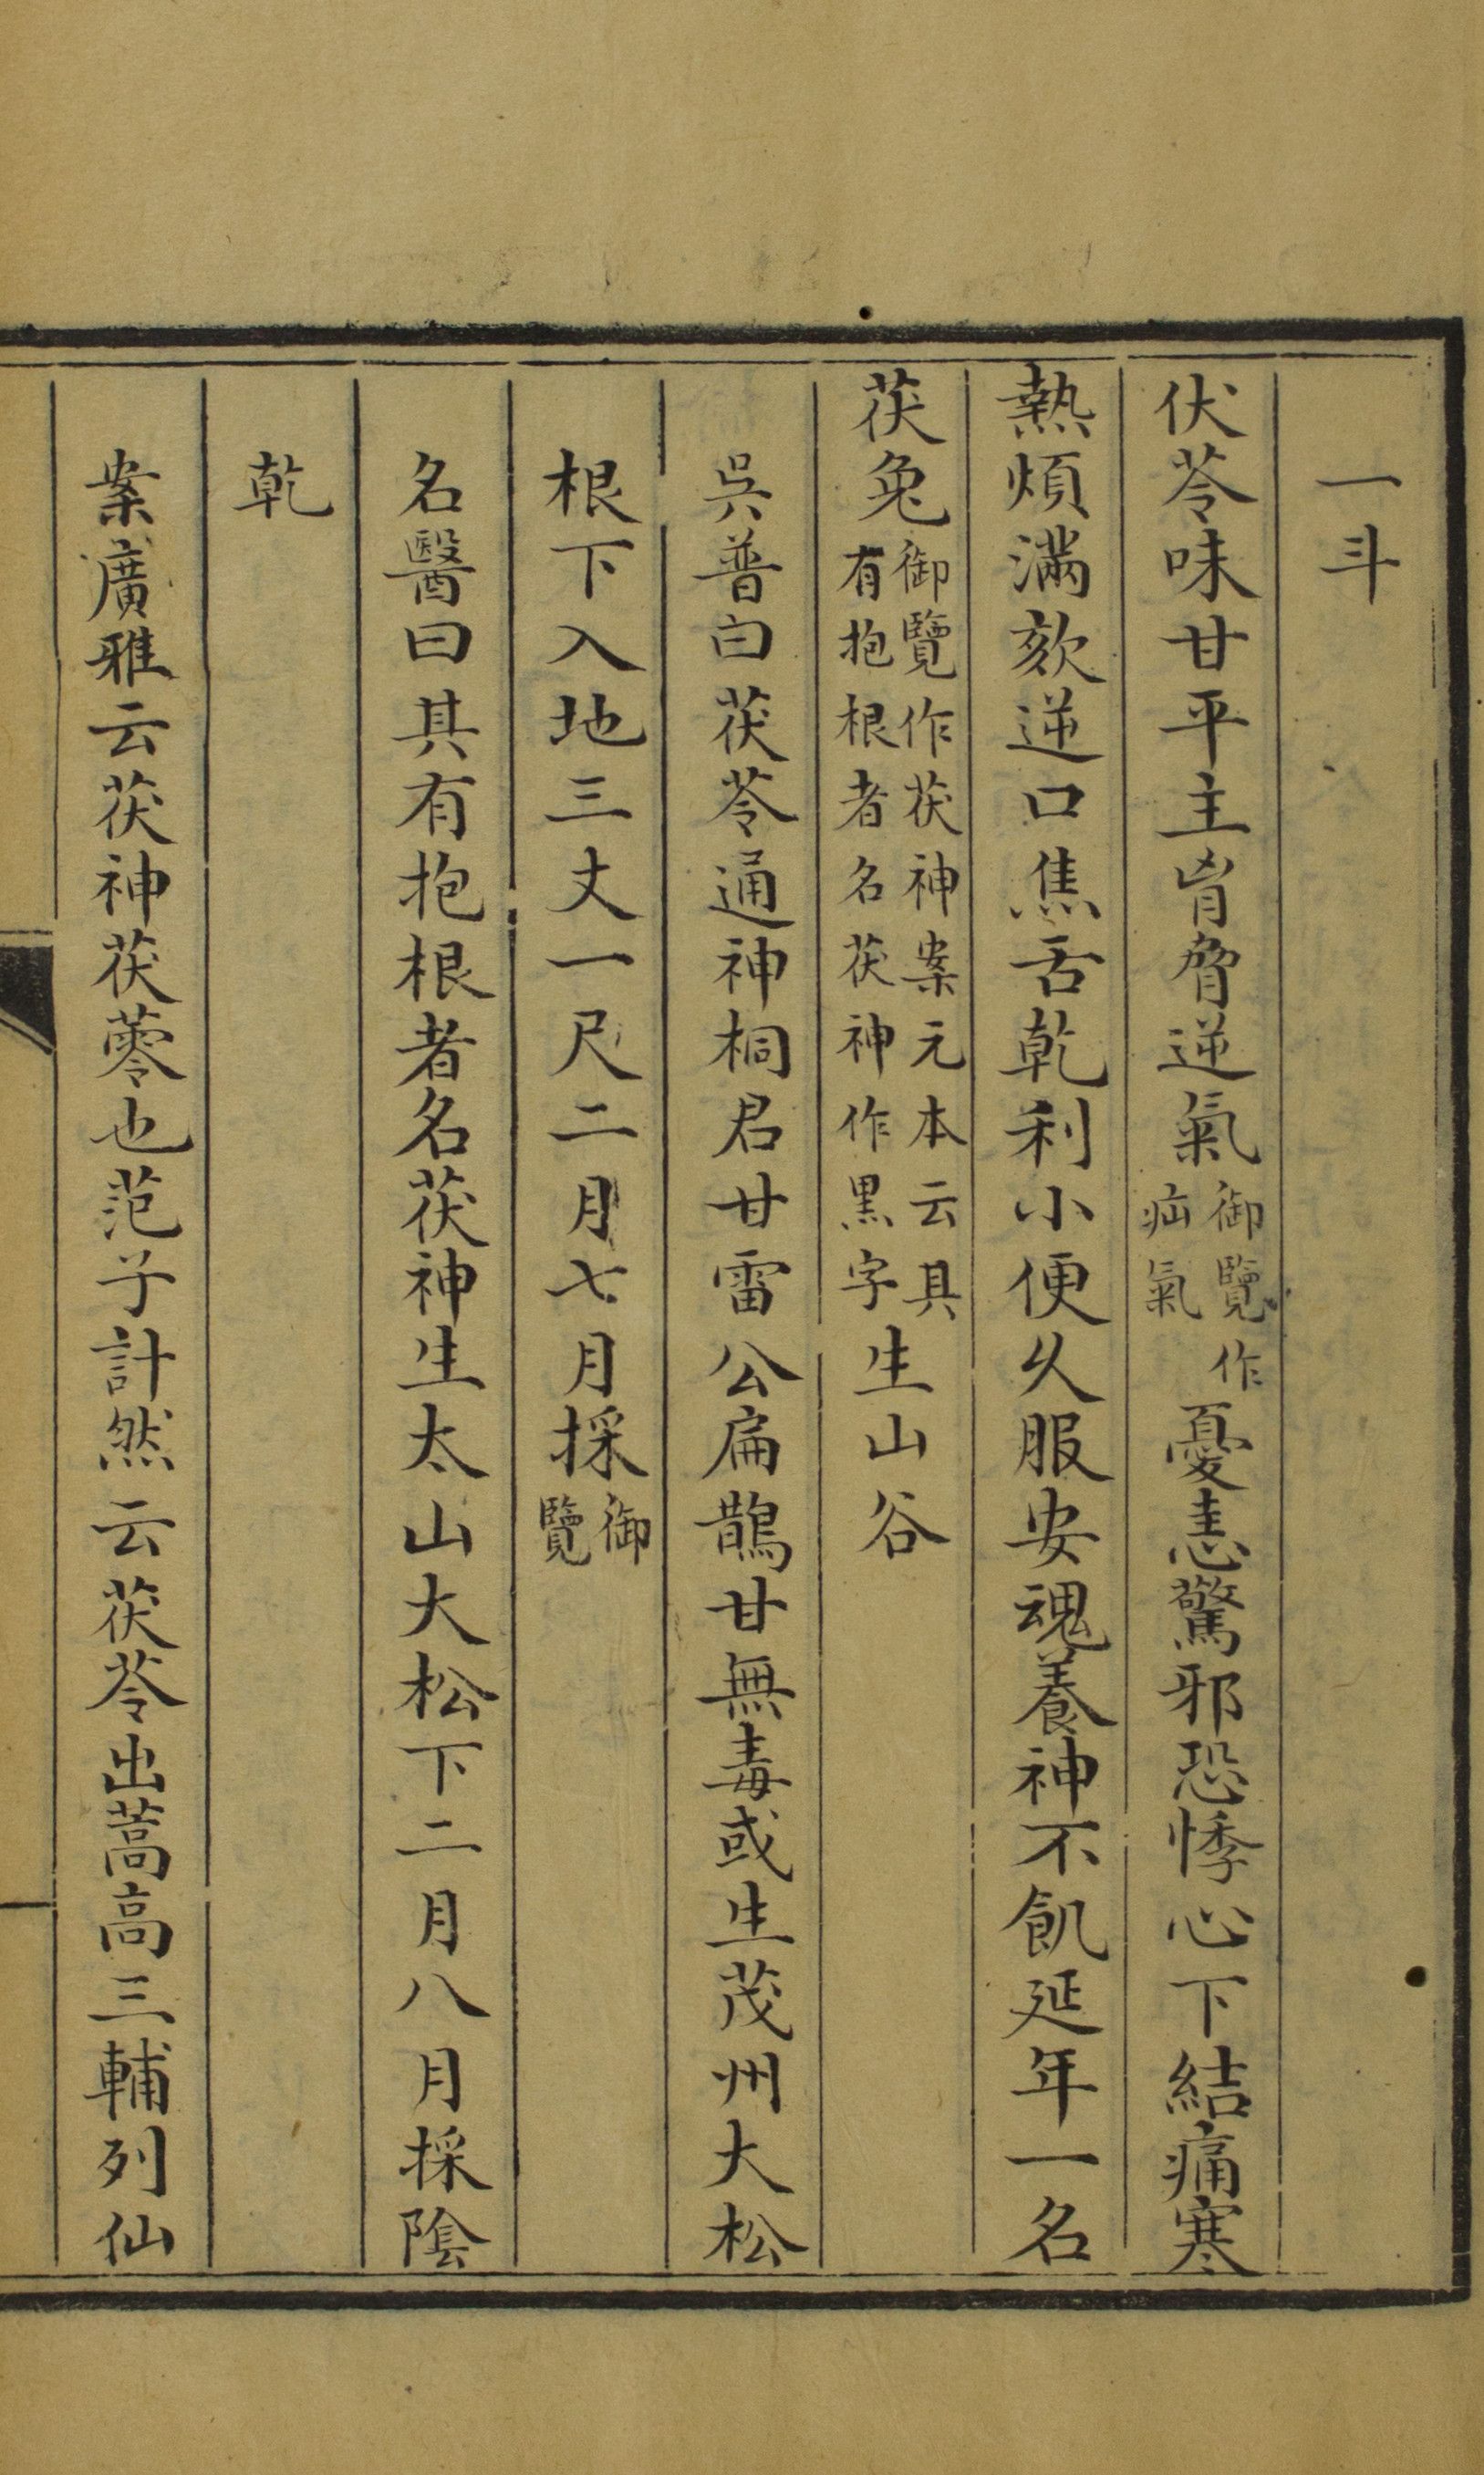 一斗
伏苓味甘平主胷脅逆氣御覽作疝氣憂恚驚邪恐悸心下結痛寒
熱煩滿欬逆口焦舌乾利小便久服安魂養神不飢延年一名
茯兔御覽作茯神案元本云其有抱根者名茯神作黑字生山谷
吳普曰茯苓通神桐君甘雷公扁鵲甘無毒或生茂州大松
根下入地三丈一尺二月七月採御覽
名醫曰其有抱根者名茯神生太山大松下二月八月採陰
乾
案廣雅云茯神茯蕶也范子計然云茯苓出蒿高三輔列仙